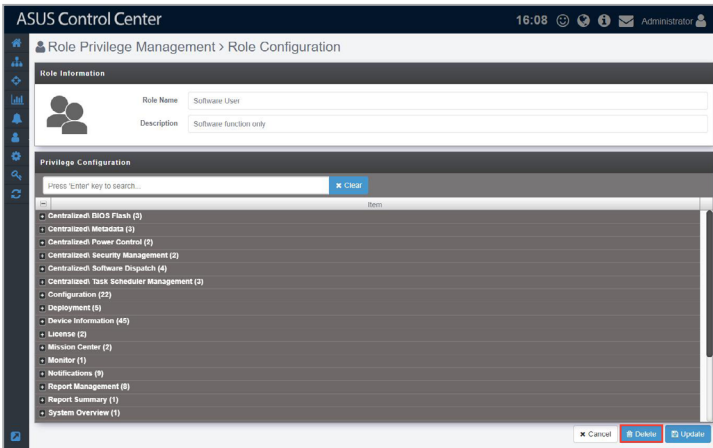 ASUS Control Center
16:08
Administrator
Role Privilege Management > Role Configuration
Role Information
Role Name
Software User
Description
Software function only
Privilege Configuration
Press 'Enter' key to search...
Clear
Item
Centralized\ BIOS Flash (3)
Centralized\ Metadata (3)
Centralized\ Power Control (2)
Centralized\ Security Management (2)
Centralized\ Software Dispatch (4)
Centralized\ Task Scheduler Management (3)
Configuration (22)
Deployment (5)
Device Information (45)
License (2)
Mission Center (2)
Monitor (1)
Notifications (9)
Report Management (8)
Report Summary (1)
System Overview (1)
Cancel
Delete
Update